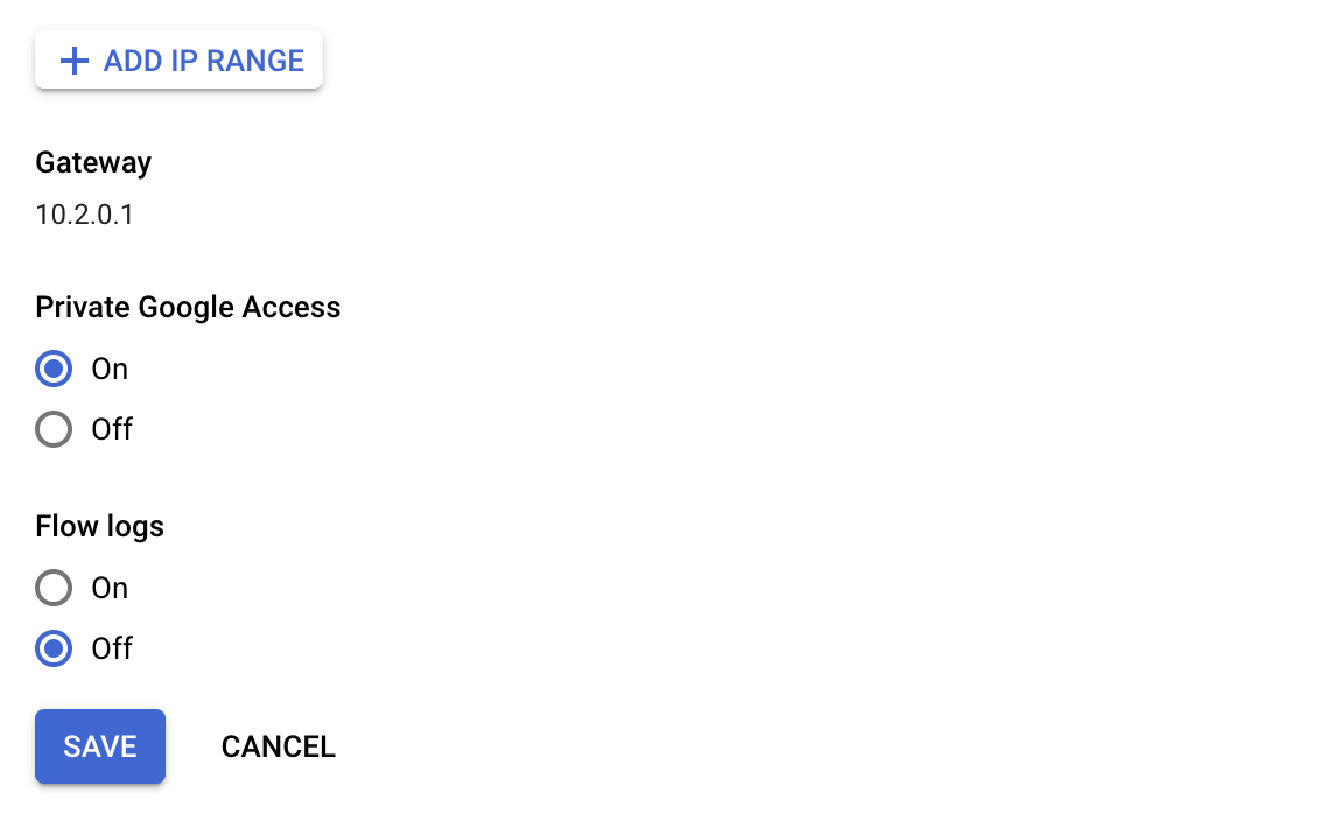 ADD IP RANGE
Gateway
10.2.0.1
Private Google Access
On
Off
Flow logs
On
Off
SAVE CANCEL